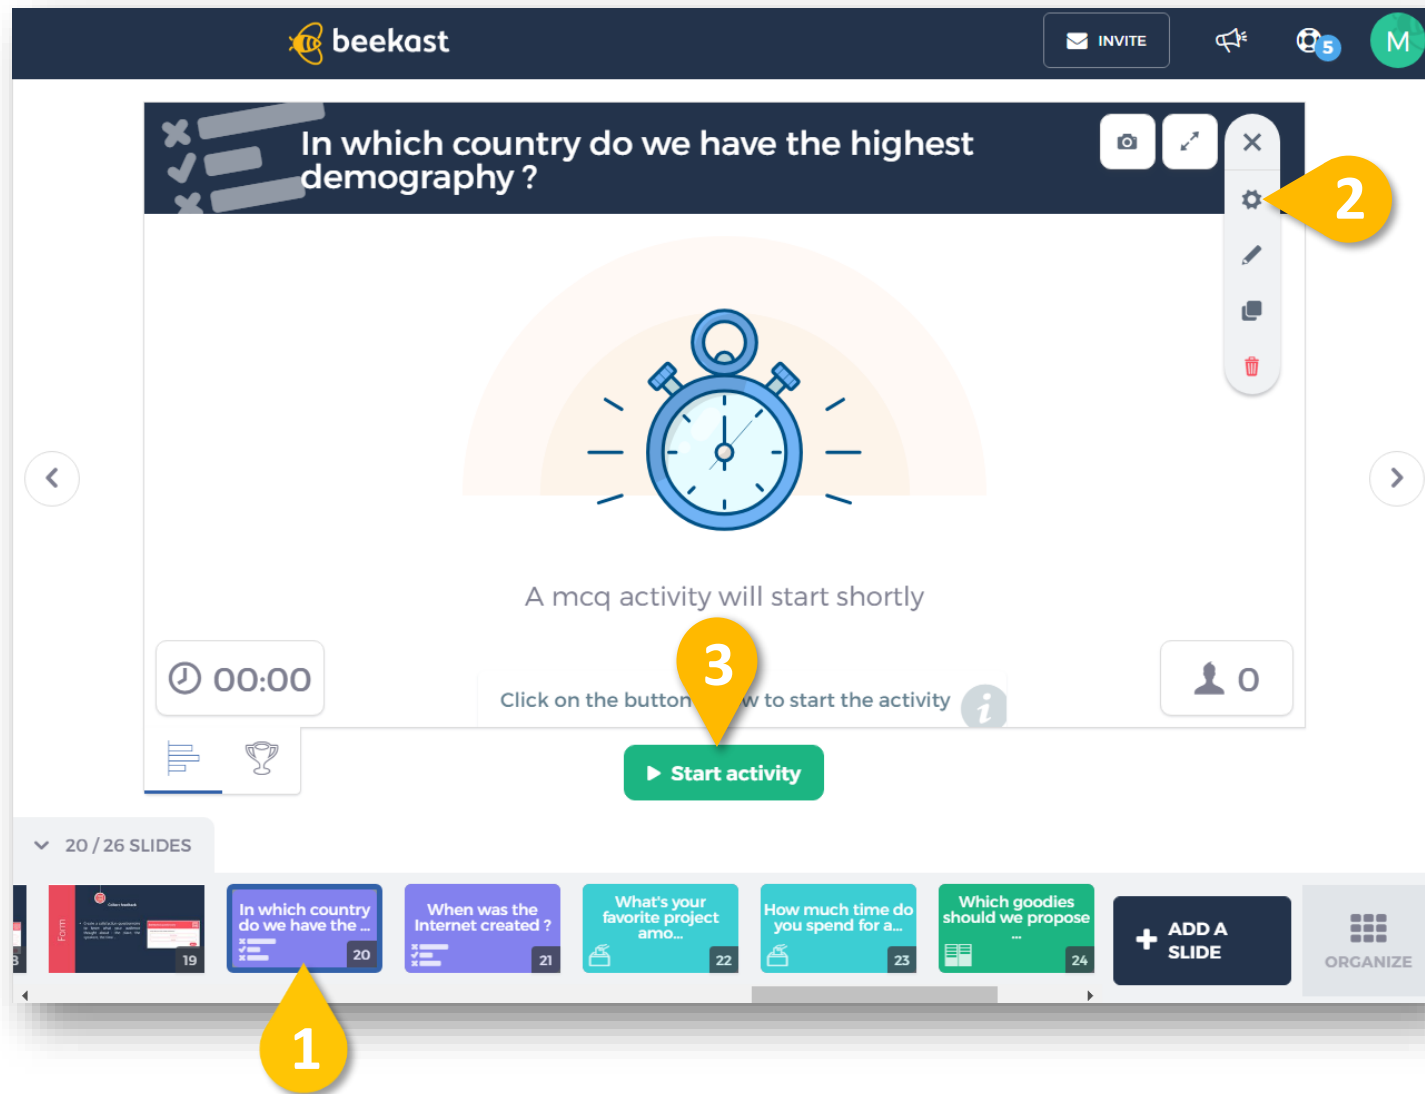 beekast
INVITE
5
M
In which country do we have the highest
demography ?
2
A mcq activity will start shortly
3
00:00
0
Click on the button w to start the activity
i
Start activity
20 / 26 SLIDES
Form
Collect feedback
19
In which country
do we have the ...
20
When was the
Internet created ?
21
What's your
favorite project
amo...
22
How much time do
you spend for a...
23
Which goodies
should we propose
...
24
ADD A
SLIDE
ORGANIZE
1